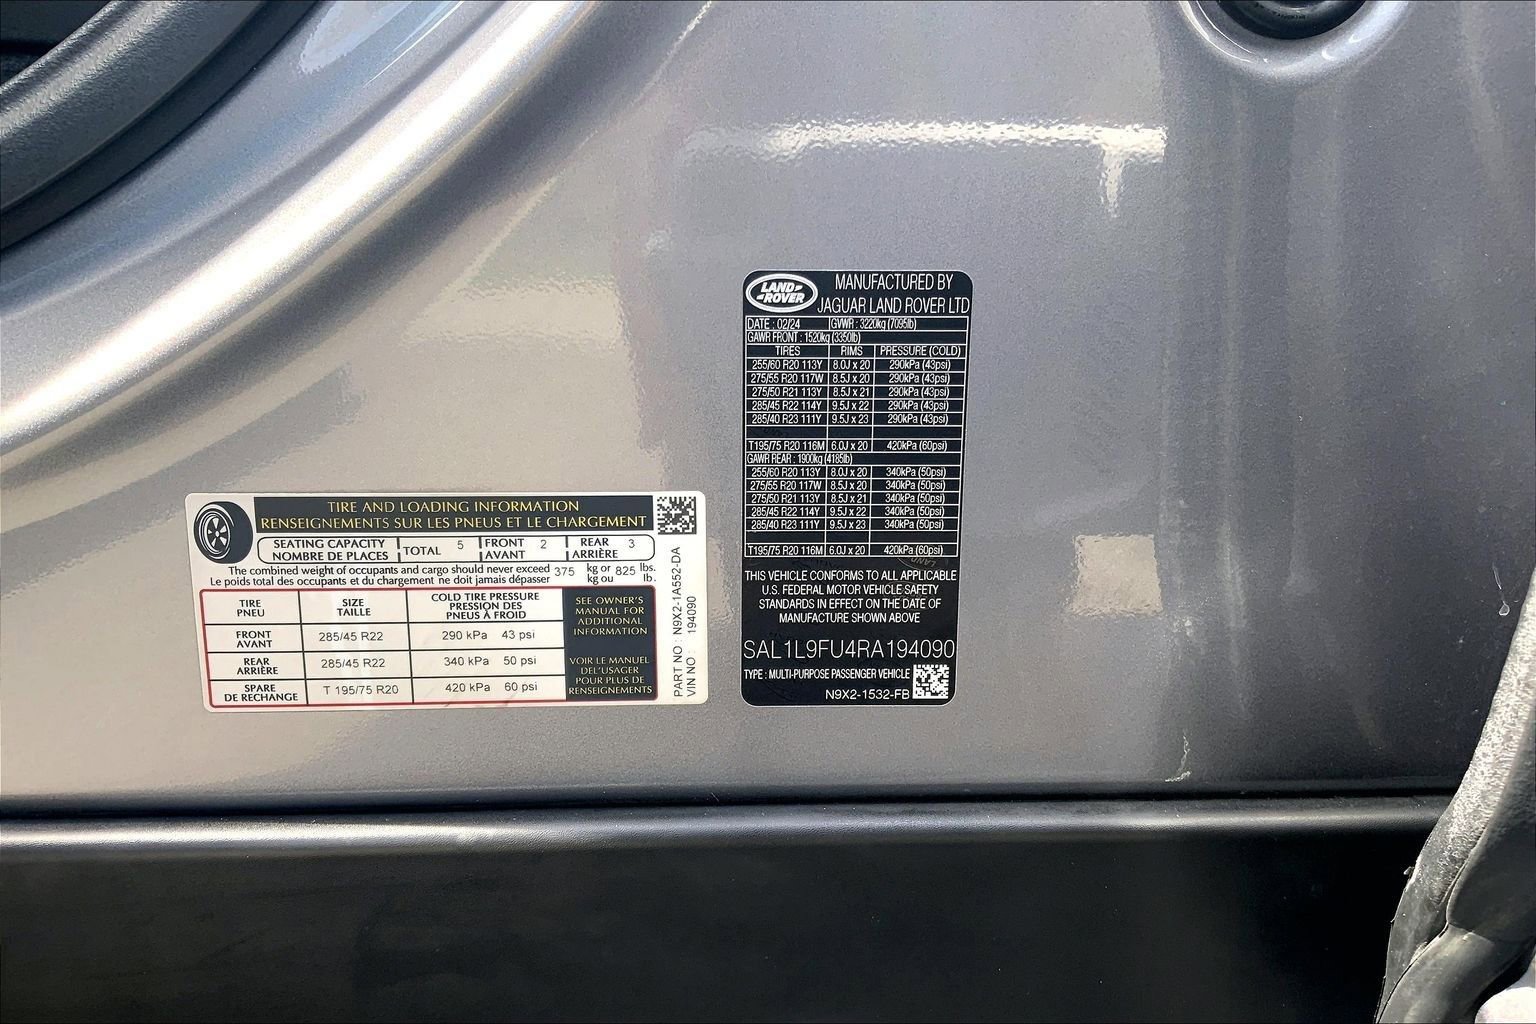 TIRE AND LOADING INFORMATION
RENSEIGNEMENTS SUR LES PNEUS ET LE CHARGEMENT
SEATING CAPACITY
NOMBRE DE PLACES
TOTAL 5
FRONT
AVANT
2
REAR
ARRIÈRE
3
The combined weight of occupants and cargo should never exceed 375 kg or 825 lbs.
Le poids total des occupants et du chargement ne doit jamais dépasser kg ou lb.
TIRE
PNEU
SIZE
TAILLE
COLD TIRE PRESSURE
PRESSION DES
PNEUS À FROID
SEE OWNER'S
MANUAL FOR
ADDITIONAL
INFORMATION
FRONT
AVANT
285/45 R22 290 kPa 43 psi
REAR
ARRIÈRE
285/45 R22 340 kPa 50 psi
SPARE
DE RECHANGE
T 195/75 R20 420 kPa 60 psi
VOIR LE MANUEL
DEL'USAGER
POUR PLUS DE
RENSEIGNEMENTS
PART NO : N9X2-1A552-DA
VIN NO : 194090
LAND-
-ROVER
MANUFACTURED BY
JAGUAR LAND ROVER LTD
DATE : 02/24 GVWR : 3220kg (7095lb)
GAWR FRONT : 1520kg (3350lb)
TIRES RIMS PRESSURE (COLD)
255/60 R20 113Y 8.0J x 20 290kPa (43psi)
275/55 R20 117W 8.5J x 20 290kPa (43psi)
275/50 R21 113Y 8.5J x 21 290kPa (43psi)
285/45 R22 114Y 9.5J x 22 290kPa (43psi)
285/40 R23 111Y 9.5J x 23 290kPa (43psi)
T195/75 R20 116M 6.0J x 20 420kPa (60psi)
GAWR REAR : 1900kg (4185lb)
255/60 R20 113Y 8.0J x 20 340kPa (50psi)
275/55 R20 117W 8.5J x 20 340kPa (50psi)
275/50 R21 113Y 8.5J x 21 340kPa (50psi)
285/45 R22 114Y 9.5J x 22 340kPa (50psi)
285/40 R23 111Y 9.5J x 23 340kPa (50psi)
T195/75 R20 116M 6.0J x 20 420kPa (60psi)
THIS VEHICLE CONFORMS TO ALL APPLICABLE
U.S. FEDERAL MOTOR VEHICLE SAFETY
STANDARDS IN EFFECT ON THE DATE OF
MANUFACTURE SHOWN ABOVE
SAL1L9FU4RA194090
TYPE : MULTI-PURPOSE PASSENGER VEHICLE
N9X2-1532-FB